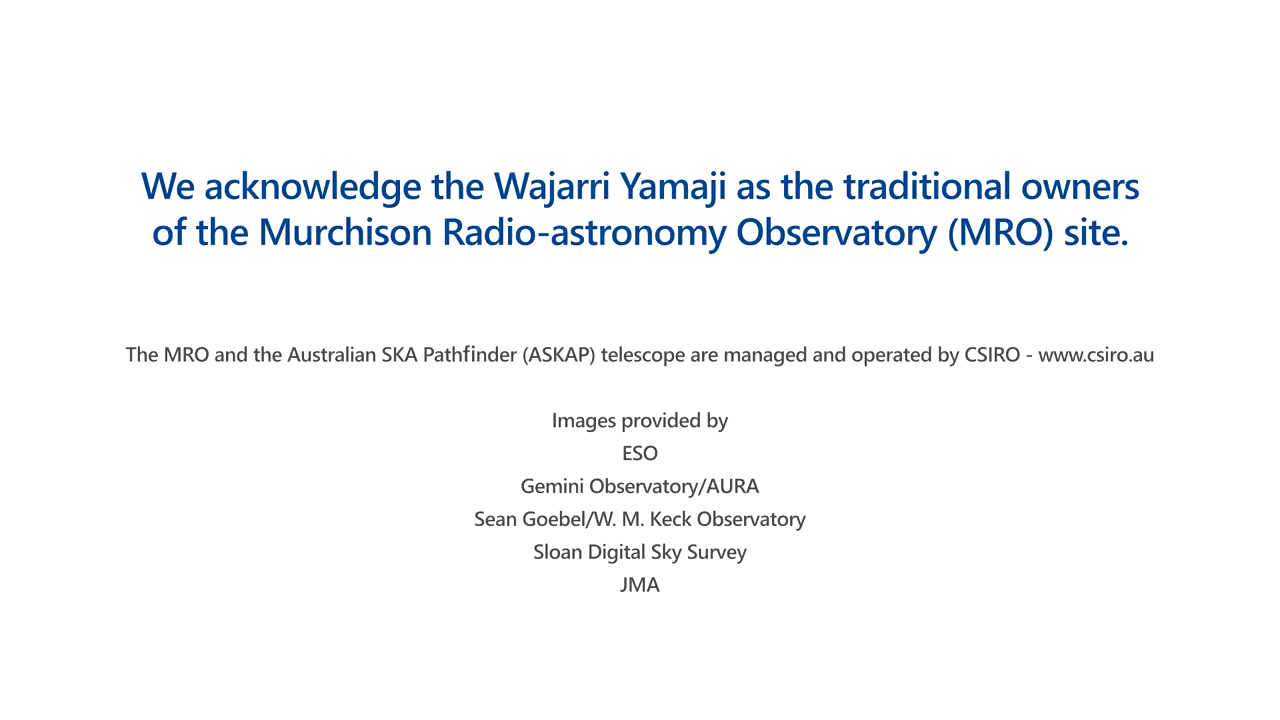 We acknowledge the Wajarri Yamaji as the traditional owners
of the Murchison Radio-astronomy Observatory (MRO) site.
The MRO and the Australian SKA Pathfinder (ASKAP) telescope are managed and operated by CSIRO - www.csiro.au
Images provided by
ESO
Gemini Observatory/AURA
Sean Goebel/W. M. Keck Observatory
Sloan Digital Sky Survey
JMA